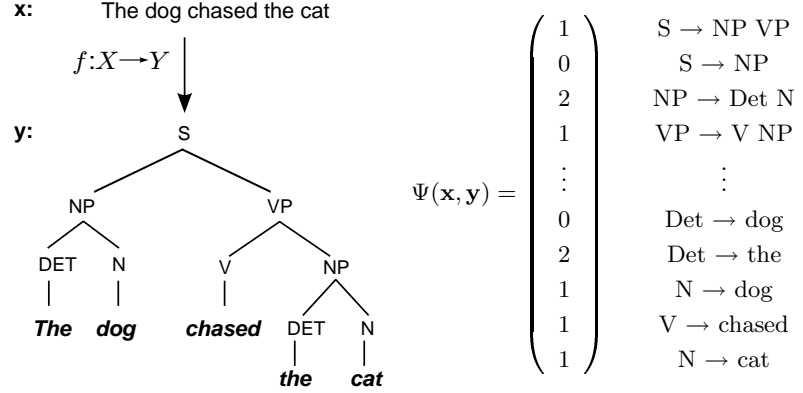 x: The dog chased the cat
f:X→Y
y:
S
NP VP
DET N V NP
The dog chased DET N
the cat
Ψ(x, y) =
1 S → NP VP
0 S → NP
2 NP → Det N
1 VP → V NP
⋮ ⋮
0 Det → dog
2 Det → the
1 N → dog
1 V → chased
1 N → cat